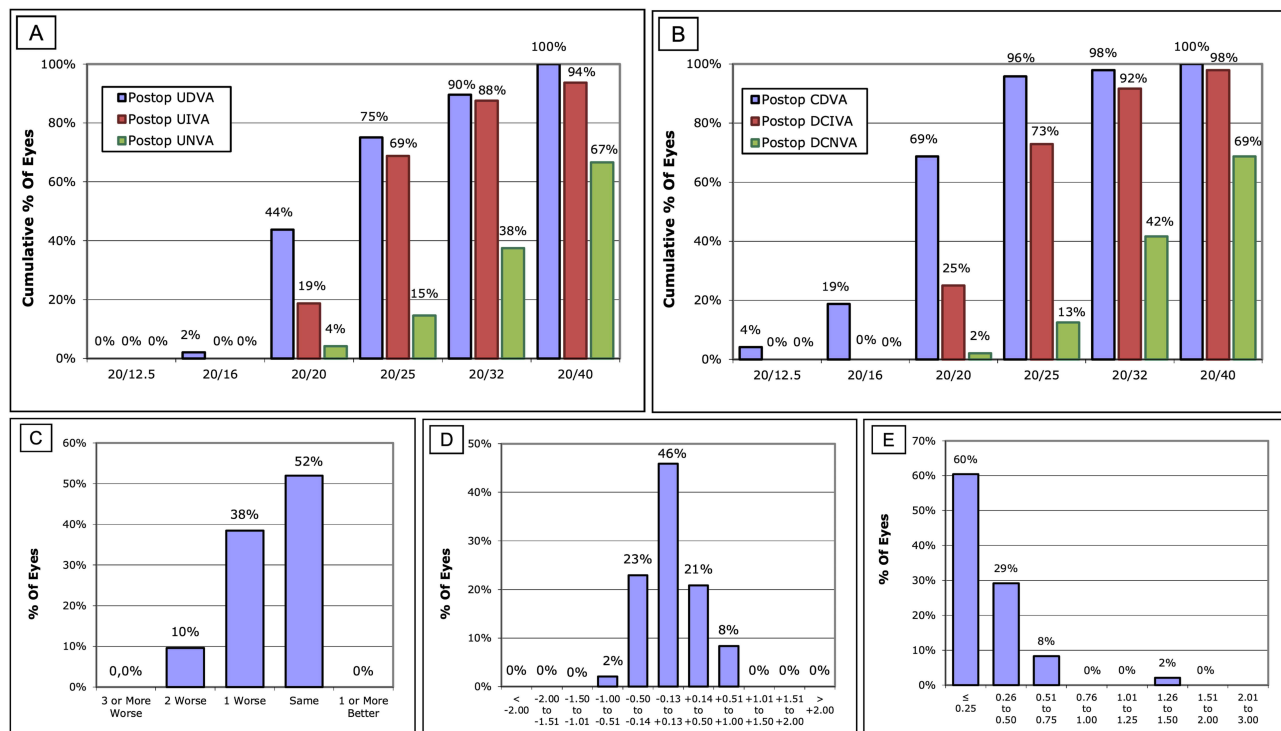 A
100%
80%
60%
40%
20%
0%
Cumulative % Of Eyes
Postop UDVA
Postop UIVA
Postop UNVA
0% 0% 0%
2% 0% 0%
44% 19% 4%
75% 69% 15%
90% 88% 38%
100% 94% 67%
20/12.5 20/16 20/20 20/25 20/32 20/40
B
100%
80%
60%
40%
20%
0%
Cumulative % Of Eyes
Postop CDVA
Postop DCIVA
Postop DCNVA
4% 0% 0%
19% 0% 0%
69% 25% 2%
96% 73% 13%
98% 92% 42%
100% 98% 69%
20/12.5 20/16 20/20 20/25 20/32 20/40
C
60%
50%
40%
30%
20%
10%
0%
% Of Eyes
0,0% 10% 38% 52% 0%
3 or More 2 Worse 1 Worse Same 1 or More
Worse Better
D
50%
40%
30%
20%
10%
0%
% Of Eyes
0% 0% 0% 2% 23% 46% 21% 8% 0% 0% 0%
< -2.00 -1.50 -1.00 -0.50 -0.13 +0.14 +0.51 +1.01 +1.51 >
-2.00 to to to to to to to to to +2.00
-1.51 -1.01 -0.51 -0.14 +0.13 +0.50 +1.00 +1.50 +2.00
E
70%
60%
50%
40%
30%
20%
10%
0%
% Of Eyes
60% 29% 8% 0% 0% 2% 0%
≤ 0.26 0.51 0.76 1.01 1.26 1.51 2.01
0.25 to to to to to to to
0.50 0.75 1.00 1.25 1.50 2.00 3.00